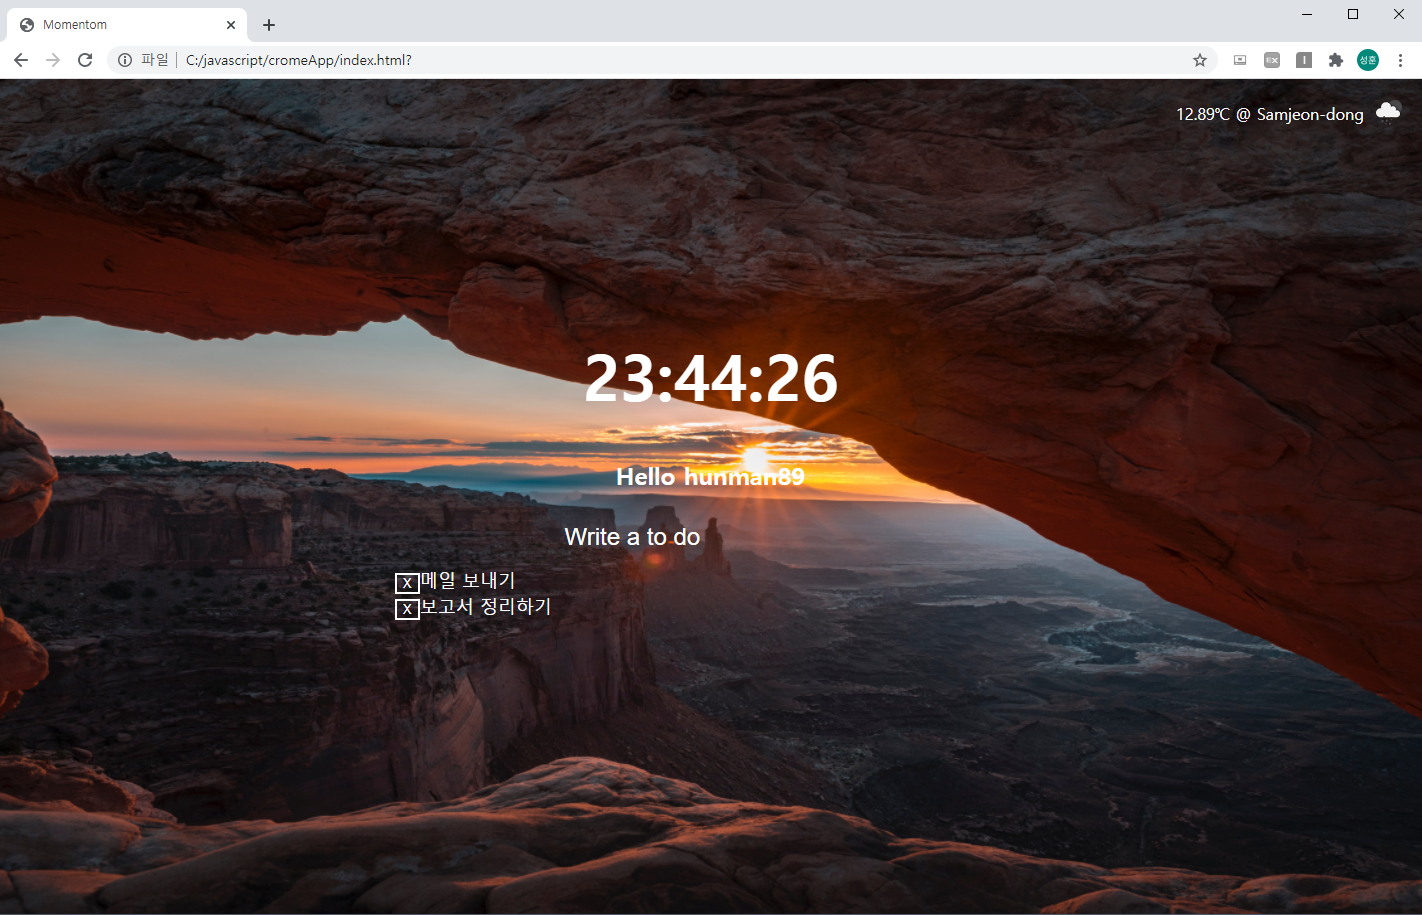 Momentom
파일
C:/javascript/cromeApp/index.html?
EX
I
성훈
12.89℃ @ Samjeon-dong
23:44:26
Hello hunman89
Write a to do
X 메일 보내기
X 보고서 정리하기